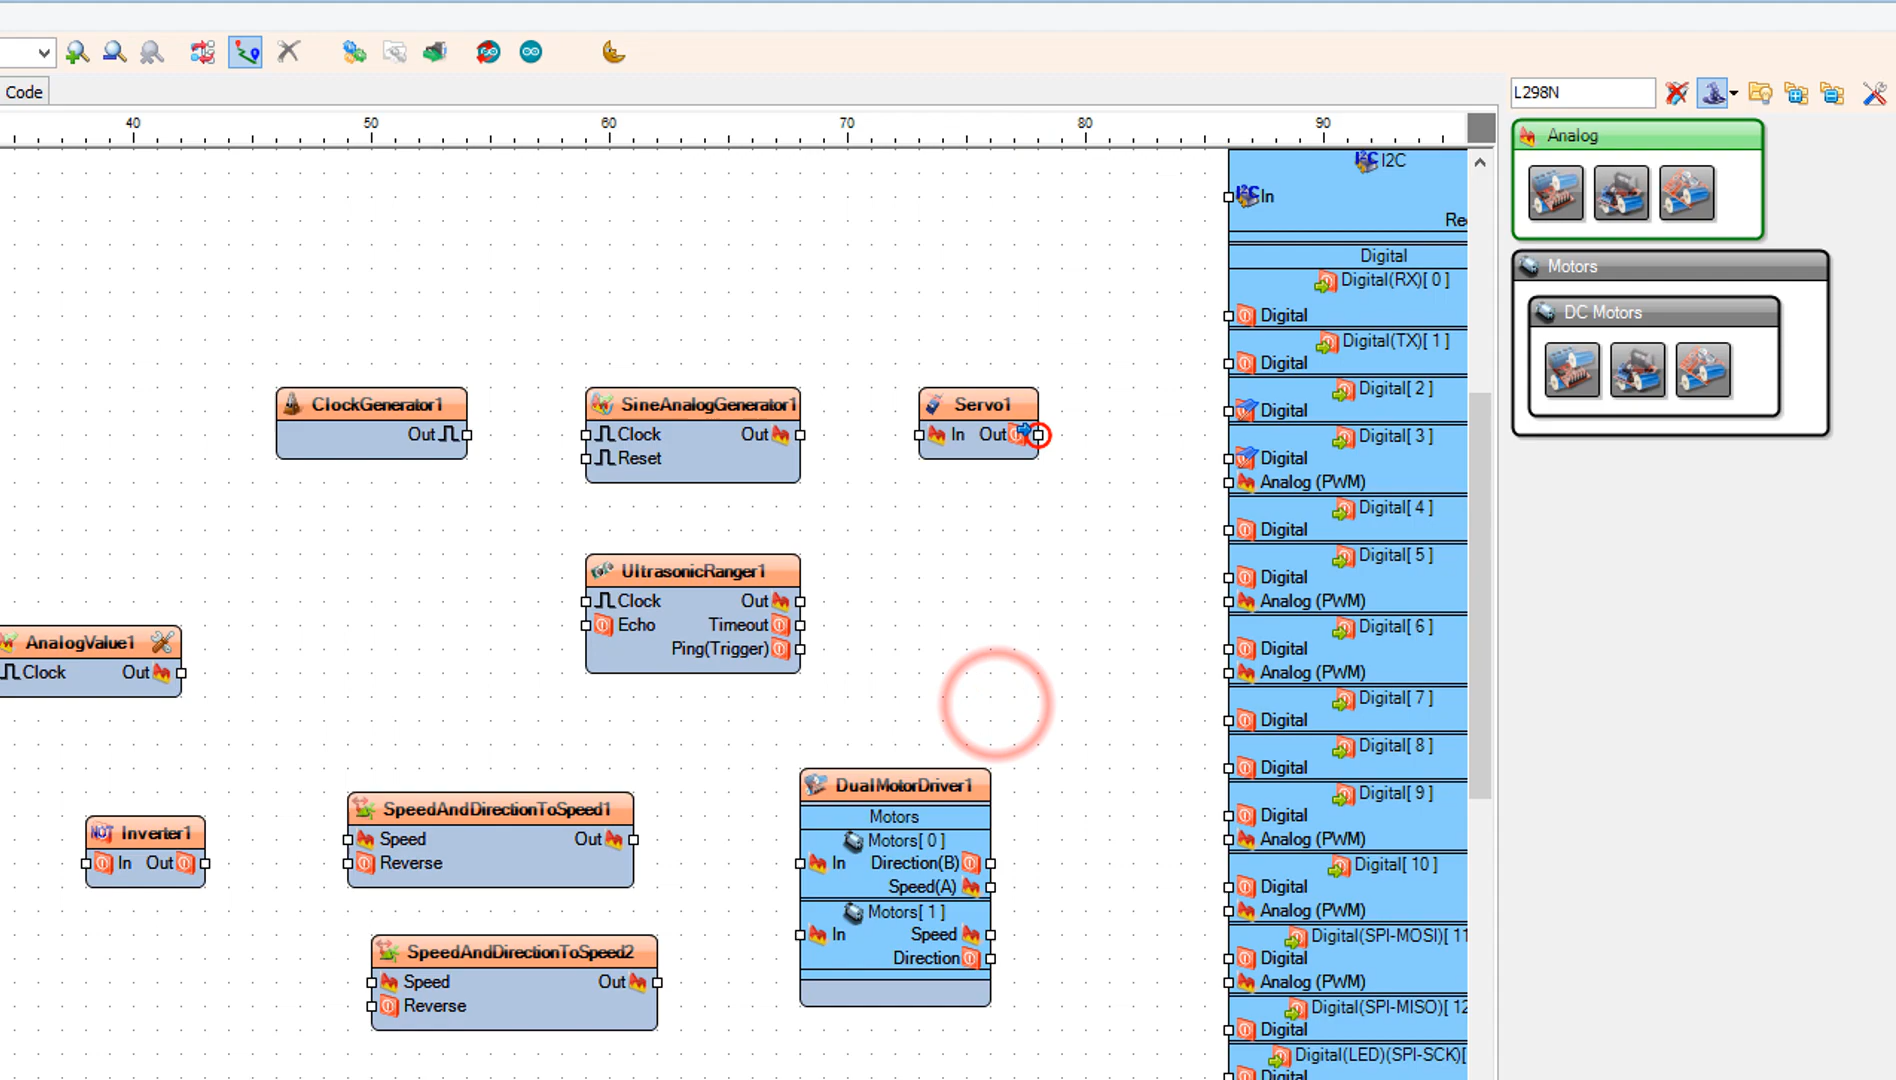 L298N
Code
40
50
60
70
80
90
Analog
Motors
DC Motors
I2C
In
Re
Digital
Digital(RX)[ 0 ]
Digital
Digital(TX)[ 1 ]
Digital
Digital[ 2 ]
Digital
Digital[ 3 ]
Digital
Analog (PWM)
Digital[ 4 ]
Digital
Digital[ 5 ]
Digital
Analog (PWM)
Digital[ 6 ]
Digital
Analog (PWM)
Digital[ 7 ]
Digital
Digital[ 8 ]
Digital
Digital[ 9 ]
Digital
Analog (PWM)
Digital[ 10 ]
Digital
Analog (PWM)
Digital(SPI-MOSI)[ 11
Digital
Analog (PWM)
Digital(SPI-MISO)[ 12
Digital
Digital(LED)(SPI-SCK)[
Digital
ClockGenerator1
Out
SineAnalogGenerator1
Clock Out
Reset
Servo1
In Out
UltrasonicRanger1
Clock Out
Echo Timeout
Ping(Trigger)
AnalogValue1
Clock Out
NOT Inverter1
In Out
SpeedAndDirectionToSpeed1
Speed Out
Reverse
SpeedAndDirectionToSpeed2
Speed Out
Reverse
DualMotorDriver1
Motors
Motors[ 0 ]
In Direction(B)
Speed(A)
Motors[ 1 ]
In Speed
Direction